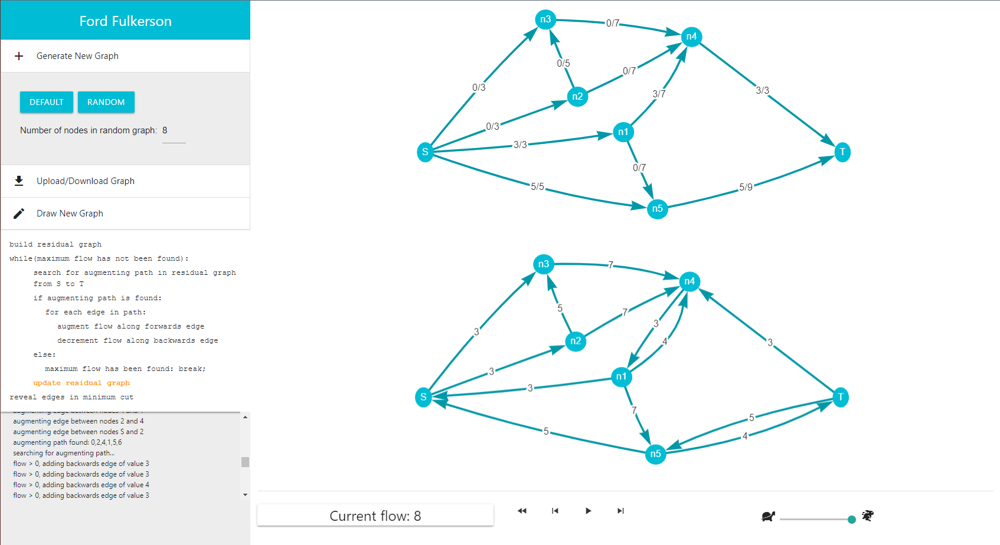 Ford Fulkerson
Generate New Graph
DEFAULT
RANDOM
Number of nodes in random graph: 8
Upload/Download Graph
Draw New Graph
build residual graph
while(maximum flow has not been found):
search for augmenting path in residual graph
from S to T
if augmenting path is found:
for each edge in path:
augment flow along forwards edge
decrement flow along backwards edge
else:
maximum flow has been found: break;
update residual graph
reveal edges in minimum cut
augmenting edge between nodes
augmenting edge between nodes 2 and 4
augmenting edge between nodes S and 2
augmenting path found: 0,2,4,1,5,6
searching for augmenting path...
flow > 0, adding backwards edge of value 3
flow > 0, adding backwards edge of value 3
flow > 0, adding backwards edge of value 4
flow > 0, adding backwards edge of value 3
n3
0/7
n4
0/5
0/7
0/3
3/7
3/3
n2
0/3
n1
3/3
S
T
0/7
5/5
5/9
n5
n3
7
n4
5
7
3
3
4
3
n2
3
n1
3
S
T
7
5
5
4
n5
Current flow: 8